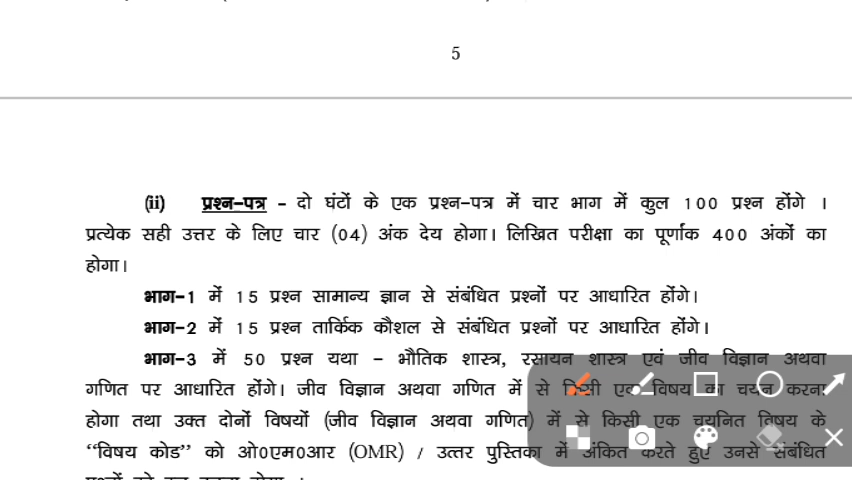 5
(ii) प्रश्न-पत्र - दो घंटों के एक प्रश्न-पत्र में चार भाग में कुल 100 प्रश्न होंगे ।
प्रत्येक सही उत्तर के लिए चार (04) अंक देय होगा। लिखित परीक्षा का पूर्णाक 400 अंकों का
होगा।
भाग-1 में 15 प्रश्न सामान्य ज्ञान से संबंधित प्रश्नों पर आधारित होंगे।
भाग-2 में 15 प्रश्न तार्किक कौशल से संबंधित प्रश्नों पर आधारित होंगे।
भाग-3 में 50 प्रश्न यथा - भौतिक शास्त्र, रसायन शास्त्र एवं जीव विज्ञान अथवा
गणित पर आधारित होंगे। जीव विज्ञान अथवा गणित में से किसी एक विषय का चयन करना
होगा तथा उक्त दोनों विषयों (जीव विज्ञान अथवा गणित) में से किसी एक चयनित विषय के
“विषय कोड” को ओ0एम0आर (OMR) / उत्तर पुस्तिका में अंकित करते हुए उनसे संबंधित